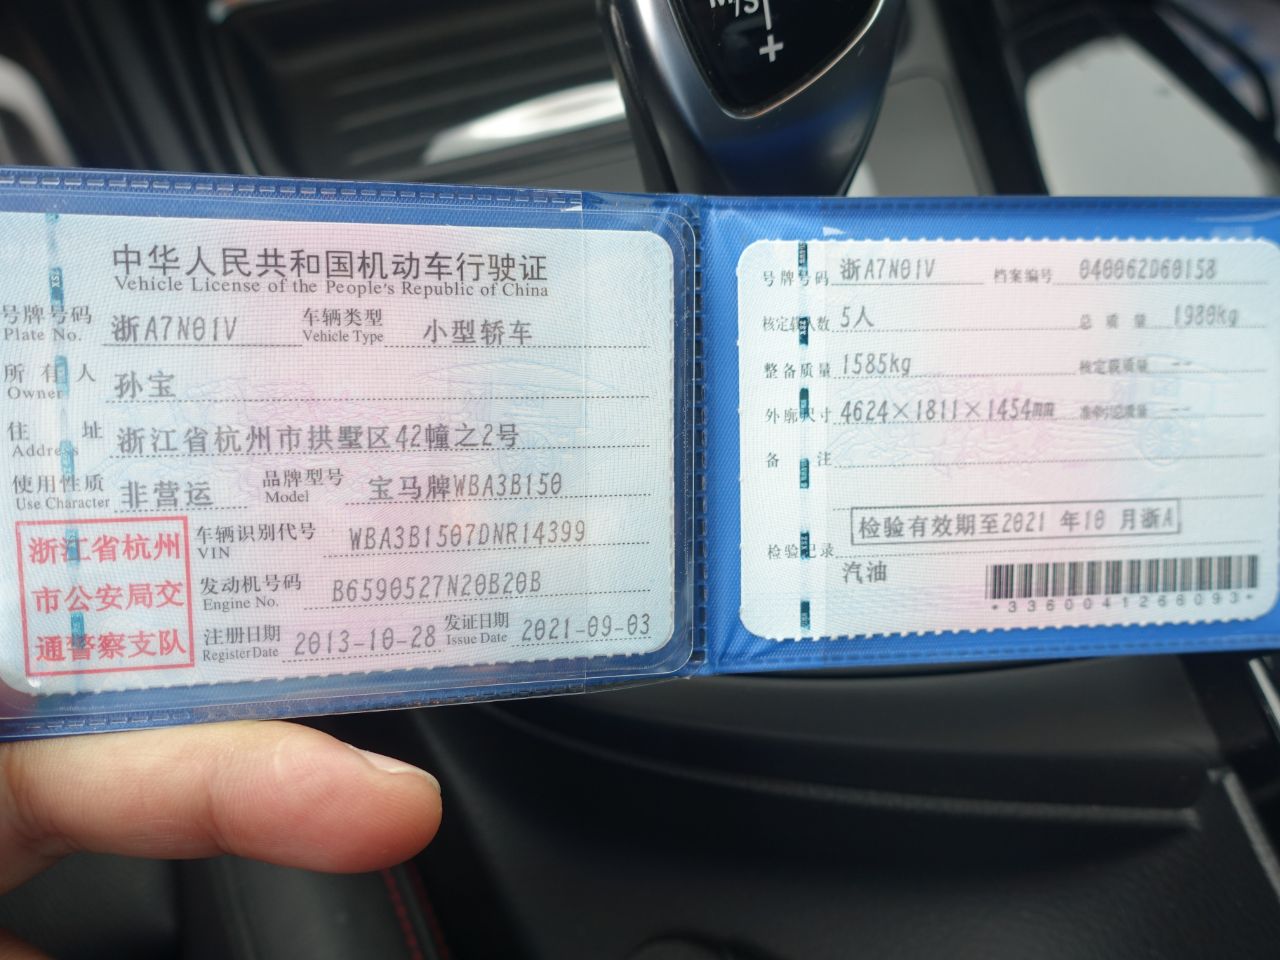 M/S
+
中华人民共和国机动车行驶证
Vehicle License of the People's Republic of China
号牌号码 浙A7N01V 车辆类型 小型轿车
Plate No. Vehicle Type
所有人 孙宝
Owner
住址 浙江省杭州市拱墅区42幢之2号
Address
使用性质 非营运 品牌型号 宝马牌WBA3B150
Use Character Model
浙江省杭州
市公安局交
通警察支队
车辆识别代号 WBA3B1507DNR14399
VIN
发动机号码 B6590527N20B20B
Engine No.
注册日期 2013-10-28 发证日期 2021-09-03
Register Date Issue Date
号牌号码 浙A7N01V 档案编号 040062D60158
核定载人数 5人 总质量 1980kg
整备质量 1585kg 核定载质量 --
外廓尺寸 4624×1811×1454mm 准牵引总质量 --
备注
检验有效期至2021 年10 月浙A
检验记录
汽油
*3360041266093*